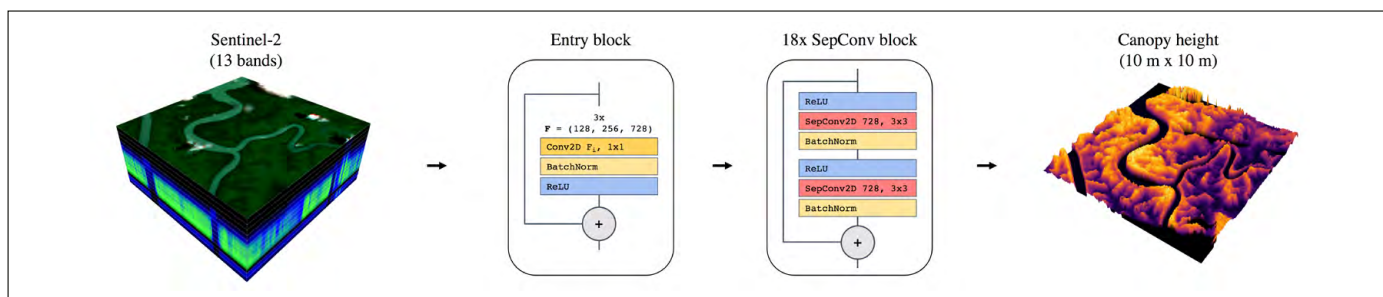 Sentinel-2
(13 bands)
Entry block
3x
F = (128, 256, 728)
Conv2D Fᵢ, 1x1
BatchNorm
ReLU
+
18x SepConv block
ReLU
SepConv2D 728, 3x3
BatchNorm
ReLU
SepConv2D 728, 3x3
BatchNorm
+
Canopy height
(10 m x 10 m)